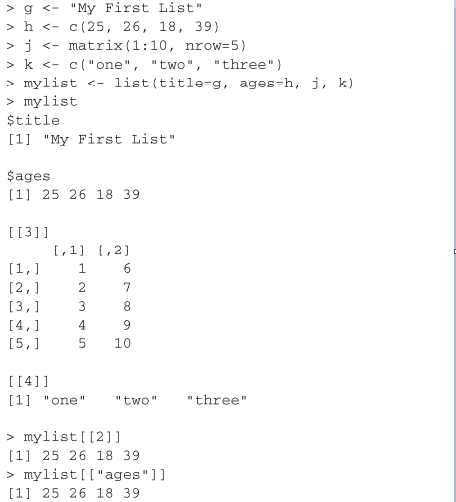 > g <- "My First List"
> h <- c(25, 26, 18, 39)
> j <- matrix(1:10, nrow=5)
> k <- c("one", "two", "three")
> mylist <- list(title=g, ages=h, j, k)
> mylist
$title
[1] "My First List"

$ages
[1] 25 26 18 39

[[3]]
     [,1] [,2]
[1,]    1    6
[2,]    2    7
[3,]    3    8
[4,]    4    9
[5,]    5   10

[[4]]
[1] "one"   "two"   "three"

> mylist[[2]]
[1] 25 26 18 39
> mylist[["ages"]]
[1] 25 26 18 39